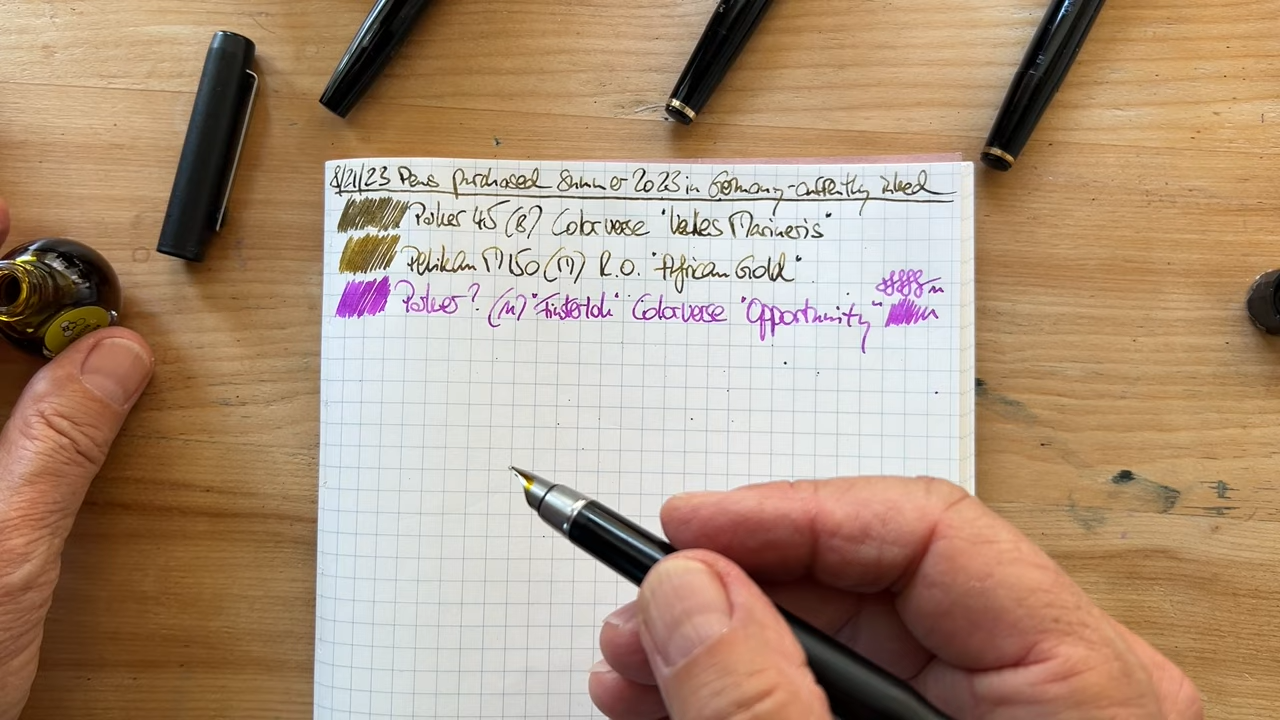 8/21/23 Pens purchased Summer 2023 in Germany - currently inked
Parker 45 (B) Colorverse "Valles Marineris"
Pelikan M150 (M) R.O. "African Gold"
Parker? (M) Colorverse "Opportunity"